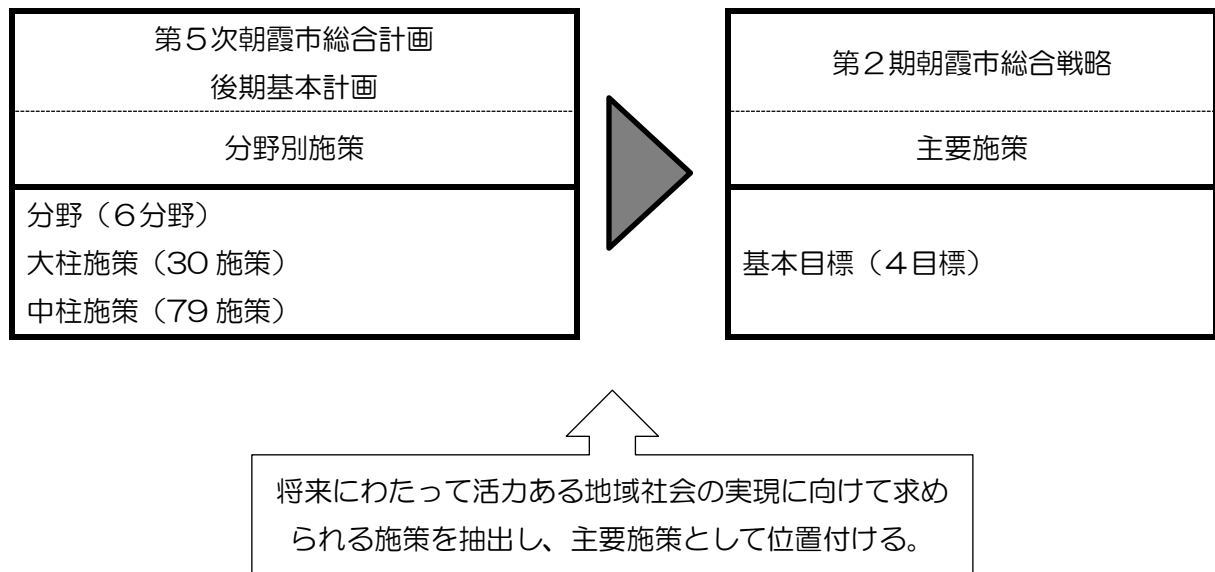 第5次朝霞市総合計画
後期基本計画
分野別施策
分野（6分野）
大柱施策（30 施策）
中柱施策（79 施策）
第2期朝霞市総合戦略
主要施策
基本目標（4目標）
将来にわたって活力ある地域社会の実現に向けて求め
られる施策を抽出し、主要施策として位置付ける。